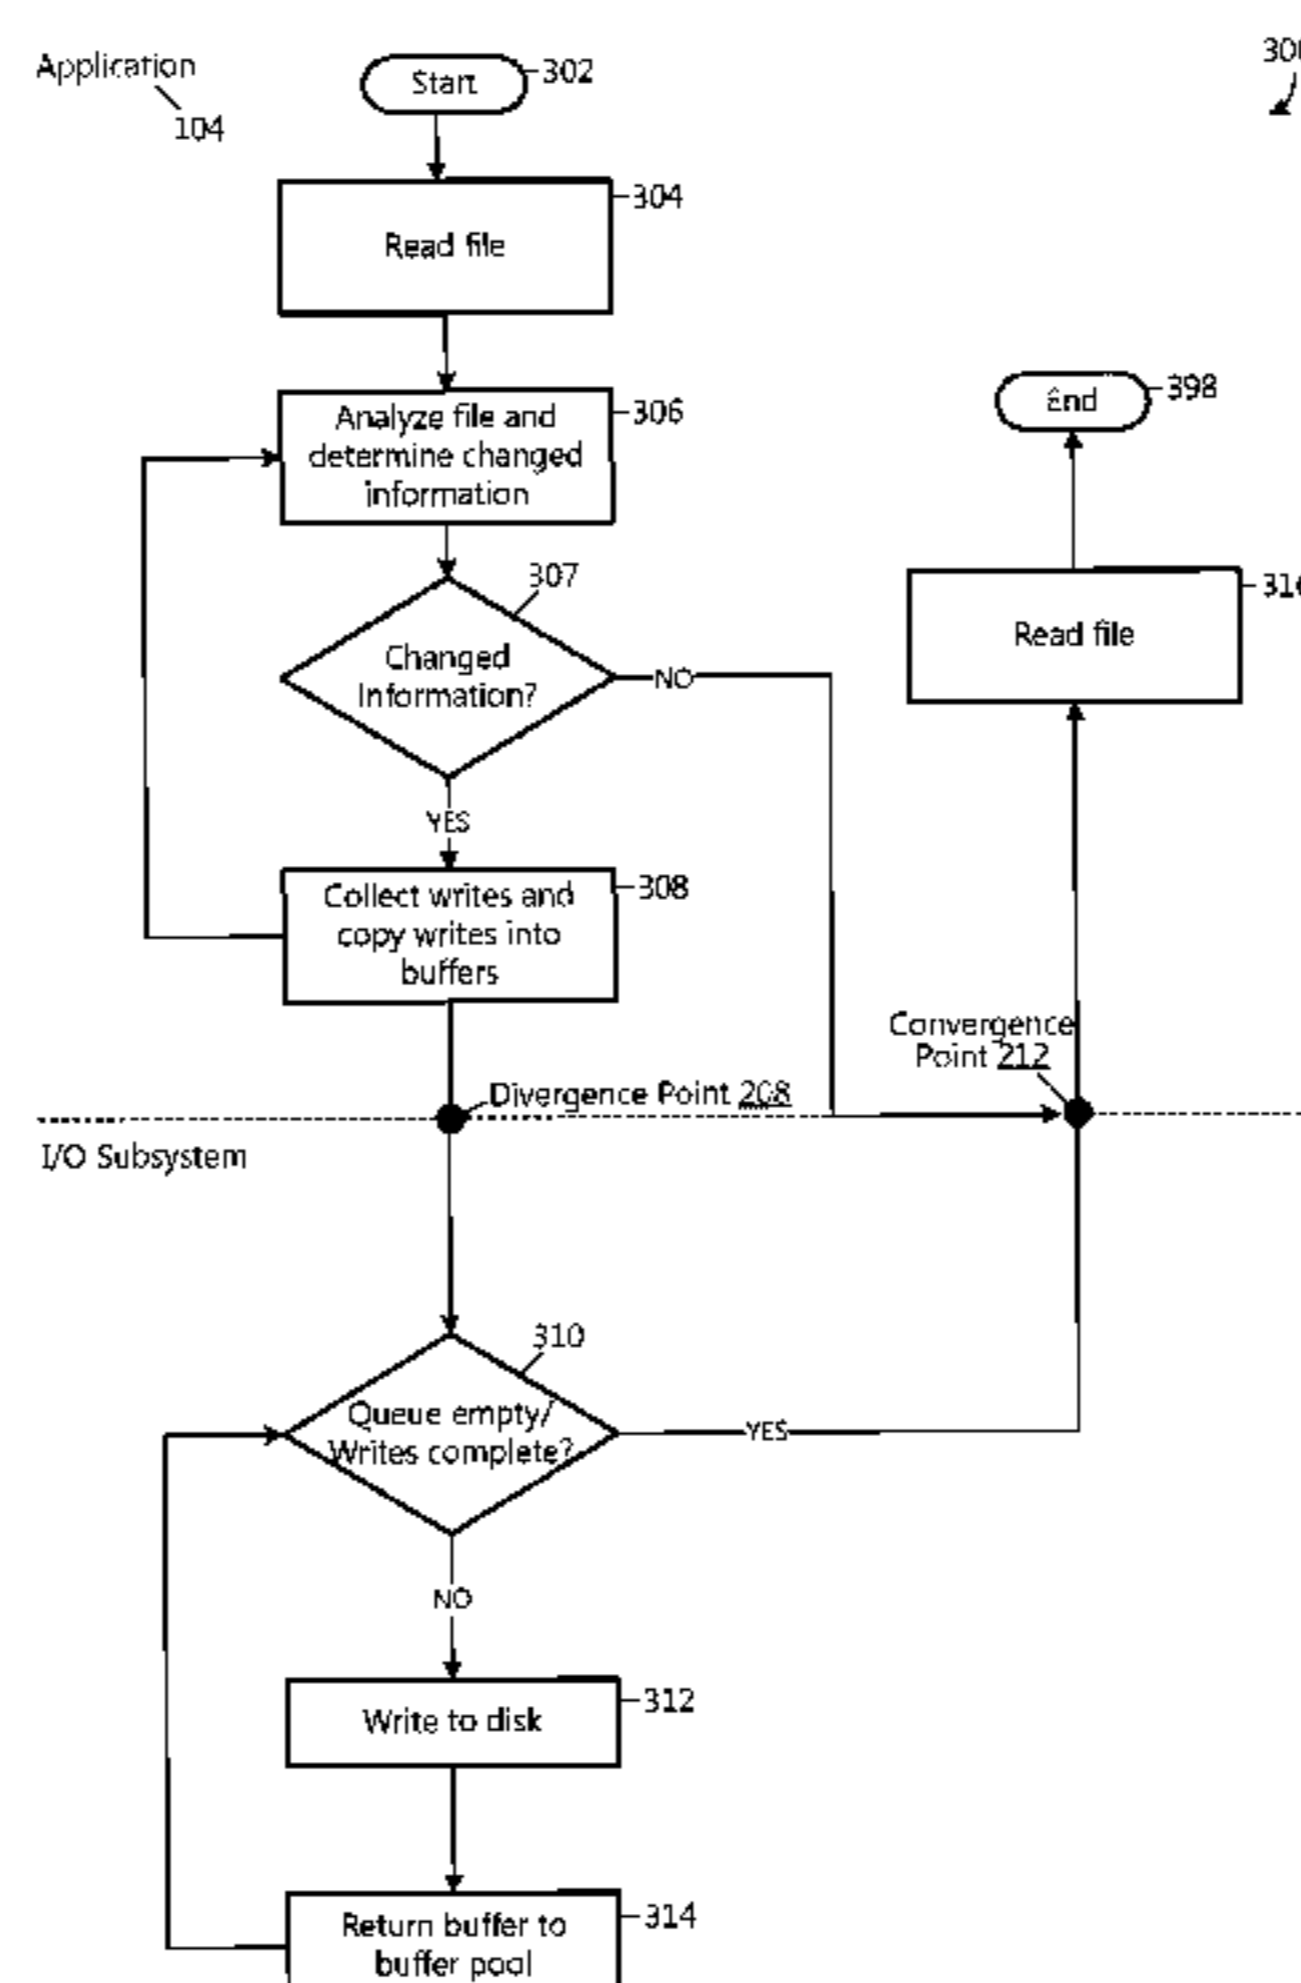 Application
104
Start
302
Read file
304
Analyze file and
determine changed
information
306
Changed
Information?
307
NO
YES
Collect writes and
copy writes into
buffers
308
Divergence Point 208
I/O Subsystem
Queue empty/
Writes complete?
310
YES
NO
Write to disk
312
Return buffer to
buffer pool
314
Convergence
Point 212
Read file
End
398